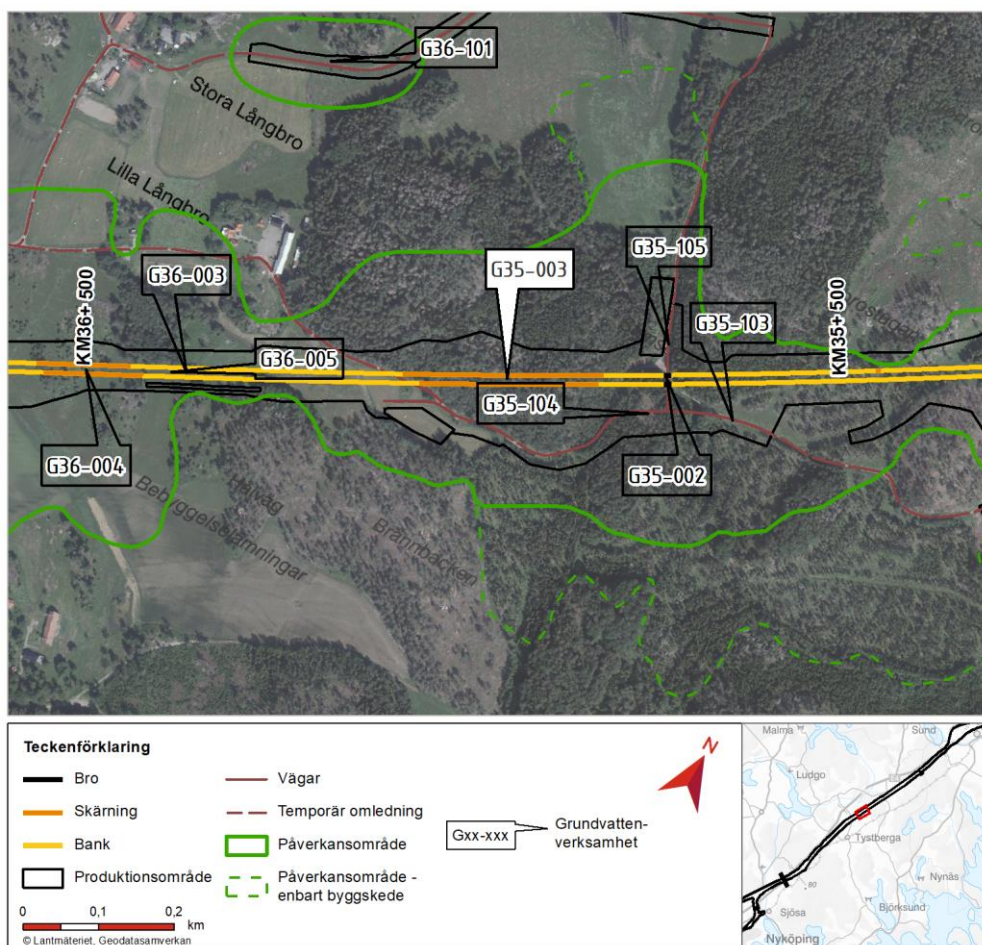 G36-101
Stora Långbro
Lilla Långbro
G36-003
G35-003
G35-105
G35-103
KM36+ 500
KM35+ 500
G36-005
G35-104
G36-004
G35-002
Hålväg
Bebyggelselämningar
Brännbacken
Teckenförklaring
Bro
Skärning
Bank
Produktionsområde
Vägar
Temporär omledning
Påverkansområde
Påverkansområde -
enbart byggskede
Gxx-xxx
Grundvatten-
verksamhet
N
0 0,1 0,2
km
© Lantmäteriet, Geodatasamverkan
Malma
Sund
Ludgo
Tystberga
Nynäs
80
Björksund
Sjösa
Nyköping